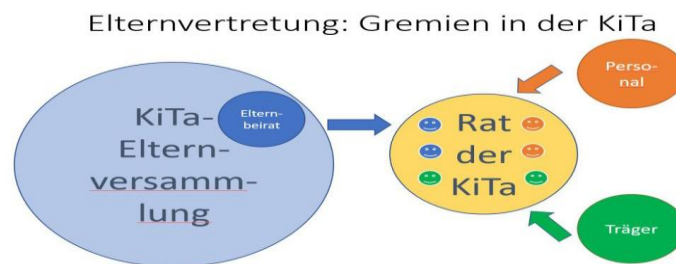 Elternvertretung: Gremien in der KiTa
KiTa-
Eltern-
versamm-
lung
Eltern-
beirat
Rat
der
KiTa
Perso-
nal
Träger